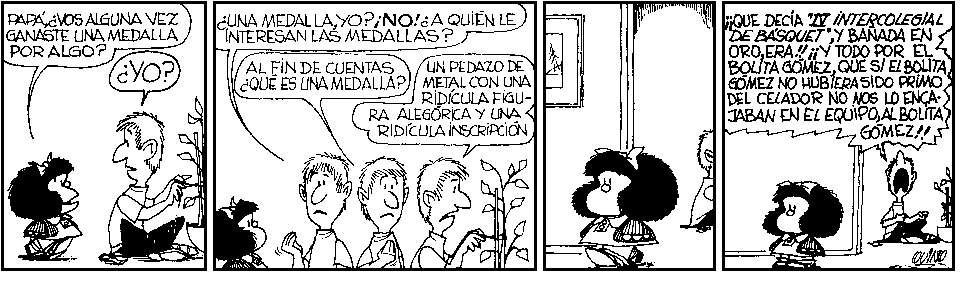 PAPÁ, ¿VOS ALGUNA VEZ
GANASTE UNA MEDALLA
POR ALGO?
¿YO?
¿UNA MEDALLA, YO? ¡NO! ¿A QUIÉN LE
INTERESAN LAS MEDALLAS?
AL FIN DE CUENTAS
¿QUÉ ES UNA MEDALLA?
UN PEDAZO DE
METAL CON UNA
RIDÍCULA FIGU-
RA ALEGÓRICA Y UNA
RIDÍCULA INSCRIPCIÓN
¡¡QUE DECÍA "IV INTERCOLEGIAL
DE BÁSQUET", Y BAÑADA EN
ORO, ERA!! ¡¡Y TODO POR EL
BOLITA GÓMEZ, QUE SI EL BOLITA
GÓMEZ NO HUBIERA SIDO PRIMO
DEL CELADOR NO NOS LO ENCA-
JABAN EN EL EQUIPO, AL BOLITA
GÓMEZ!!
QUINO